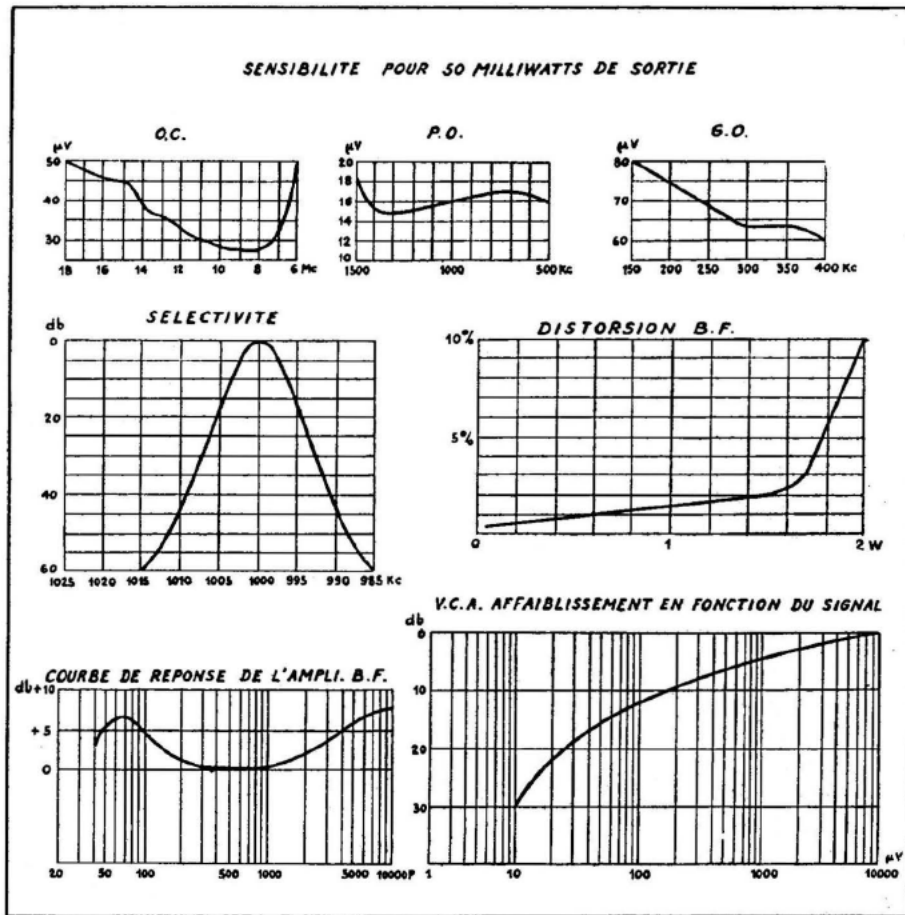 SENSIBILITE POUR 50 MILLIWATTS DE SORTIE
O.C.
µV
50
40
30
18 16 14 12 10 8 6 Mc
P.O.
µV
20
18
16
14
12
10
1500 1000 500 Kc
G.O.
µV
80
70
60
150 200 250 300 350 400 Kc
SELECTIVITE
db
0
20
40
60
1025 1020 1015 1010 1005 1000 995 990 985 Kc
DISTORSION B.F.
10%
5%
0 1 2 W
COURBE DE REPONSE DE L'AMPLI. B.F.
db +10
+5
0
20 50 100 500 1000 5000 10000P
V.C.A. AFFAIBLISSEMENT EN FONCTION DU SIGNAL
db
0
10
20
30
1 10 100 1000 10000 µV